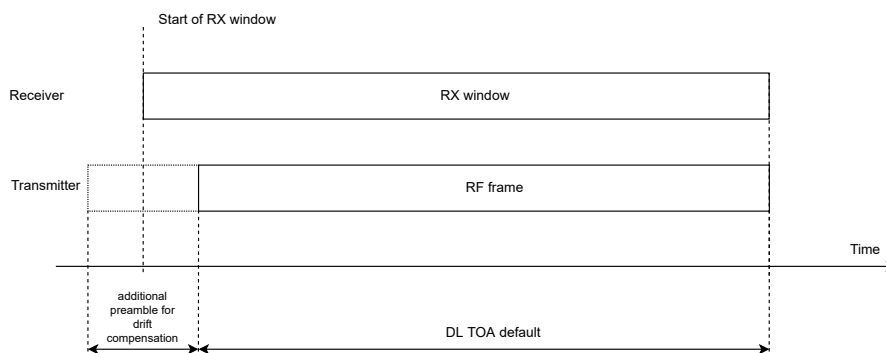 Start of RX window
Receiver
RX window
Transmitter
RF frame
Time
additional
preamble for
drift
compensation
DL TOA default